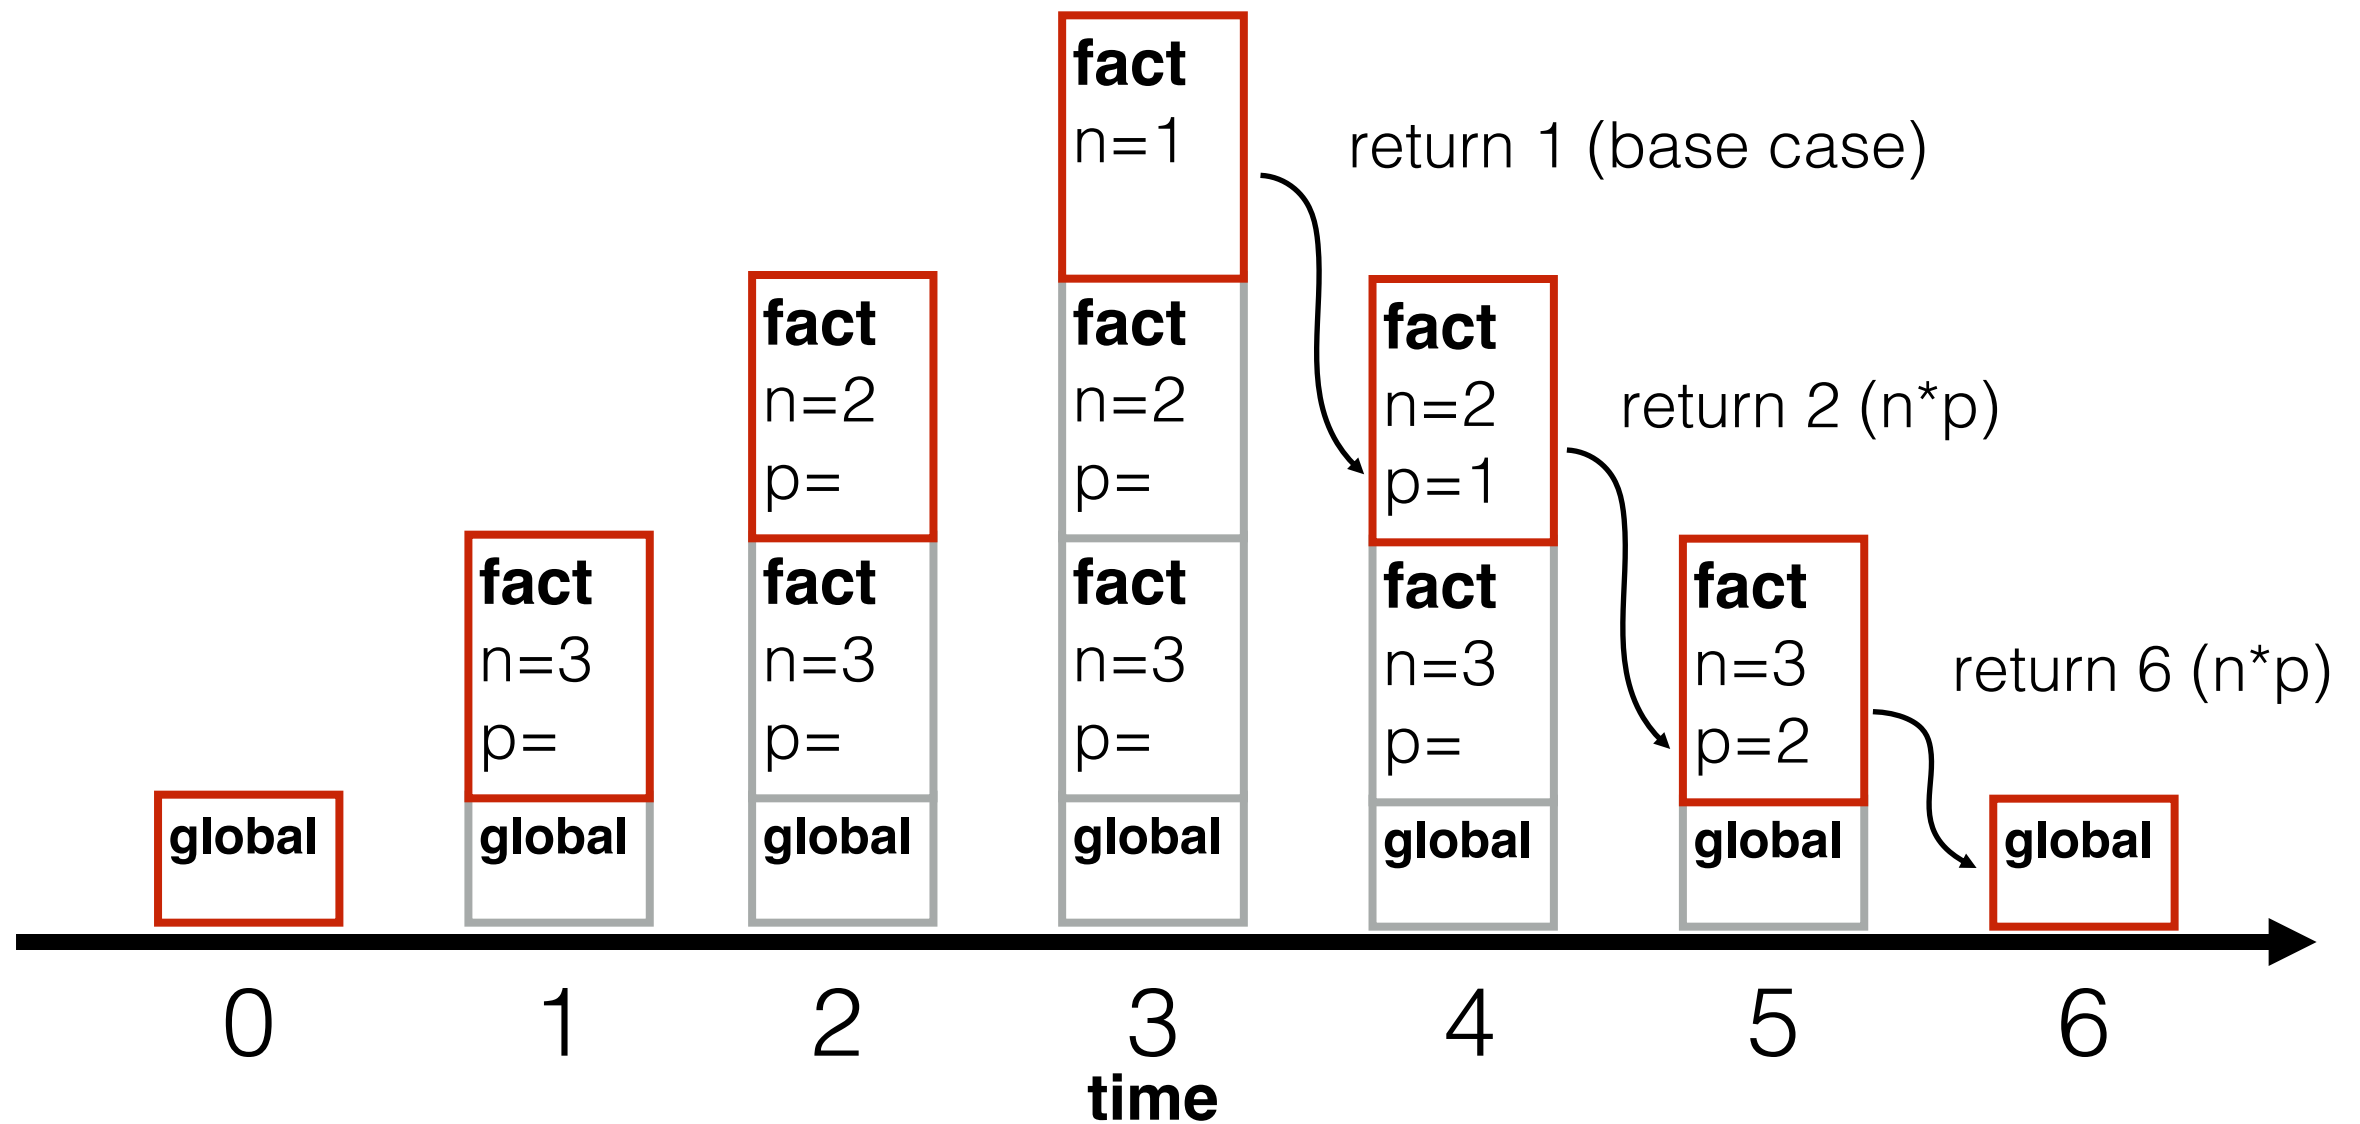 global
fact
n=3
p=
global
fact
n=2
p=
fact
n=3
p=
global
fact
n=1
fact
n=2
p=
fact
n=3
p=
global
return 1 (base case)
fact
n=2
p=1
fact
n=3
p=
global
return 2 (n*p)
fact
n=3
p=2
global
return 6 (n*p)
global
0 1 2 3 4 5 6
time